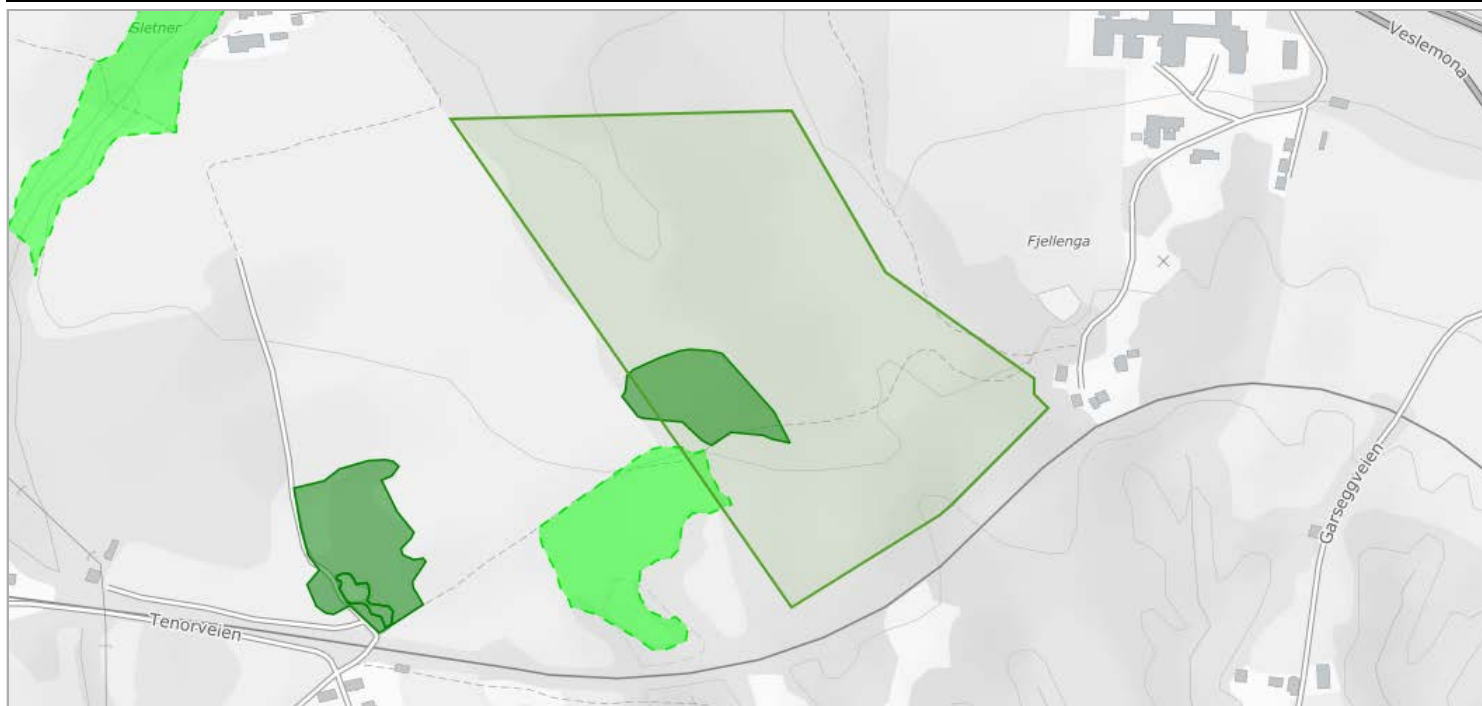 Sletner
Veslemona
Fjellenga
Garseggveien
Tenorveien